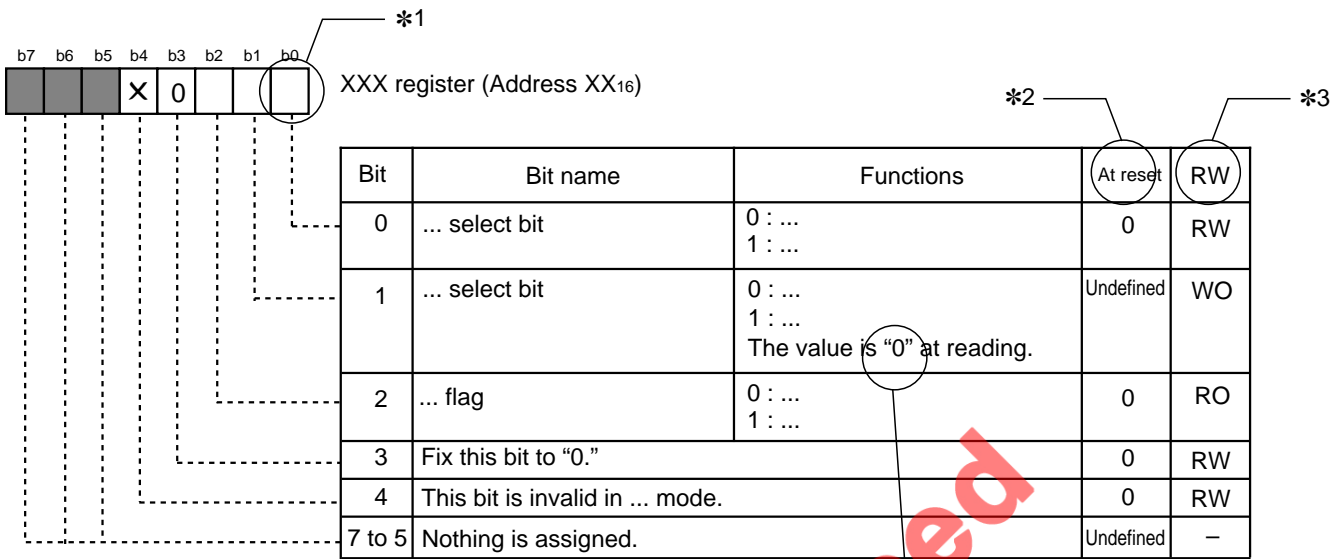 ✽1
b7 b6 b5 b4 b3 b2 b1 b0
X 0
XXX register (Address XX16)
✽2
✽3
Bit Bit name Functions At reset RW
0 ... select bit 0 : ... 0 RW
1 : ...
1 ... select bit 0 : ... Undefined WO
1 : ...
The value is “0” at reading.
2 ... flag 0 : ... 0 RO
1 : ...
3 Fix this bit to “0.” 0 RW
4 This bit is invalid in ... mode. 0 RW
7 to 5 Nothing is assigned. Undefined –